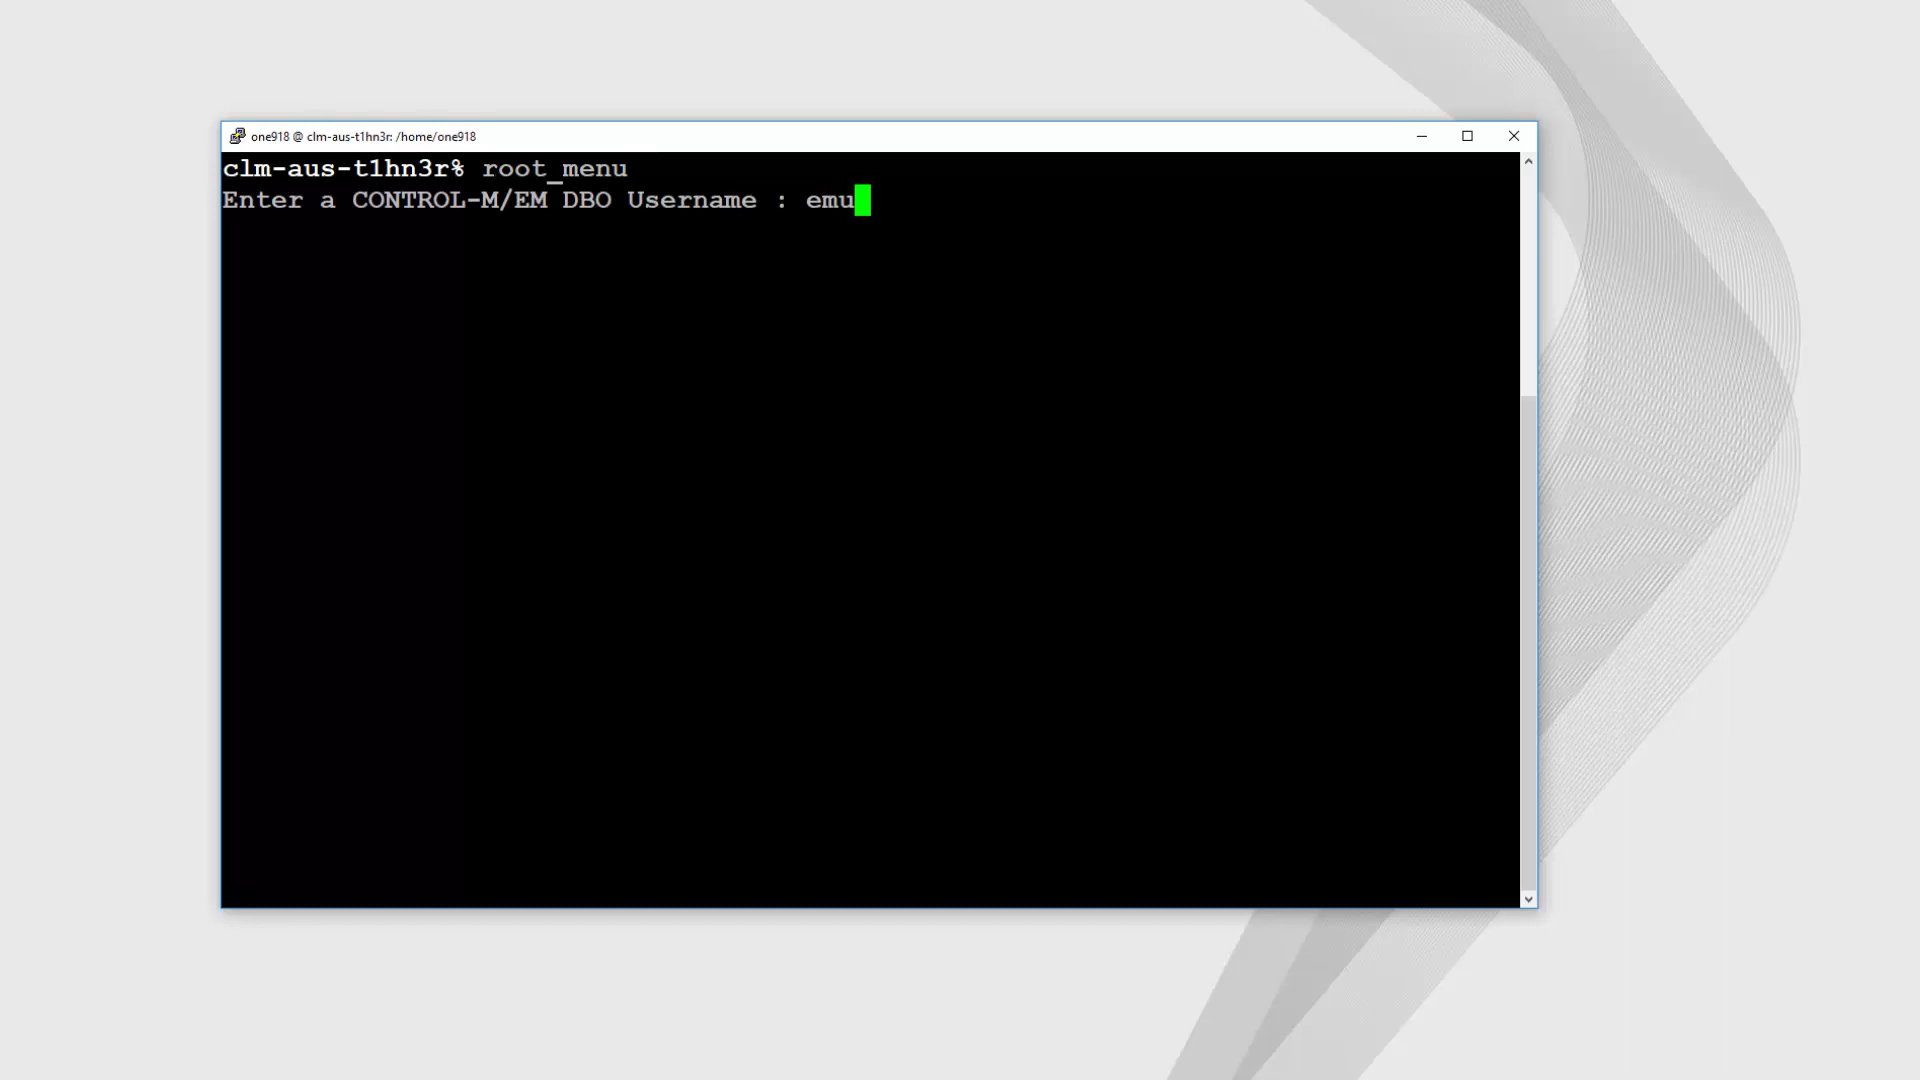 one918 @ clm-aus-t1hn3r: /home/one918
clm-aus-t1hn3r% root_menu
Enter a CONTROL-M/EM DBO Username : emu